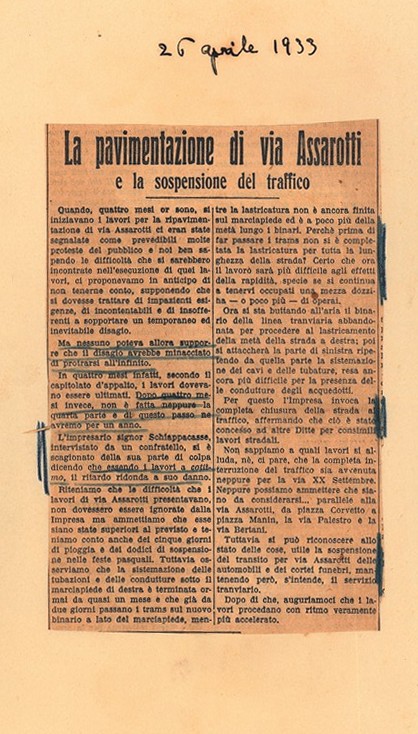 26 aprile 1933
La pavimentazione di via Assarotti
e la sospensione del traffico
Quando, quattro mesi or sono, si
iniziavano i lavori per la ripavimen-
tazione di via Assarotti ci eran state
segnalate come prevedibili molte
proteste del pubblico e noi ben sa-
pendo le difficoltà che si sarebbero
incontrate nell'esecuzione di quei la-
vori, ci proponevamo in anticipo di
non tenerne conto, supponendo che
si dovesse trattare di impazienti esi-
genze, di incontentabili e di insoffe-
renti a sopportare un temporaneo ed
inevitabile disagio.
Ma nessuno poteva allora suppor-
re che il disagio avrebbe minacciato
di protrarsi all'infinito.
In quattro mesi infatti, secondo il
capitolato d'appalto, i lavori doveva-
no essere ultimati. Dopo quattro me-
si invece, non è fatta neppure la
quarta parte e di questo passo ne
avremo per un anno.
L'impresario signor Schiappacasse,
intervistato da un confratello, si è
scagionato della sua parte di colpa
dicendo che essendo i lavori a cotti-
mo, il ritardo ridonda a suo danno.
Riteniamo che le difficoltà che i
lavori di via Assarotti presentavano,
non dovessero essere ignorate dalla
Impresa ma ammettiamo che esse
siano state superiori al previsto e te-
niamo conto anche dei cinque giorni
di pioggia e dei dodici di sospensio-
ne nelle feste pasquali. Tuttavia os-
serviamo che la sistemazione delle
tubazioni e delle condutture sotto il
marciapiede di destra è terminata or-
mai da quasi un mese e che già da
due giorni passano i trams sul nuovo
binario a lato del marciapiede, men-
tre la lastricatura non è ancora finita
sul marciapiede ed è a poco più della
metà lungo i binari. Perchè prima di
far passare i trams non si è comple-
tata la lastricatura per tutta la lun-
ghezza della strada? Certo che ora
il lavoro sarà più difficile agli effetti
della rapidità, specie se si continua
a tenervi occupati una mezza dozzi-
na — o poco più — di operai.
Ora si sta buttando all'aria il bina-
rio della linea tranviaria abbando-
nata per procedere al lastricamento
della metà della strada a destra; poi
si attaccherà la parte di sinistra ripe-
tendo da quella parte la sistemazio-
ne dei cavi e delle tubature, resa an-
cora più difficile per la presenza del-
le condutture degli acquedotti.
Per questo l'Impresa invoca la
completa chiusura della strada al
traffico, affermando che ciò è stato
concesso ad altre Ditte per consimili
lavori stradali.
Non sappiamo a quali lavori si al-
luda, nè, ci pare, che la completa in-
terruzione del traffico sia avvenuta
neppure per la via XX Settembre.
Neppure possiamo ammettere che sia-
no da considerarsi., parallele alla
via Assarotti, da piazza Corvetto a
piazza Manin, la via Palestro e la
via Bertani.
Tuttavia si può riconoscere allo
stato delle cose, utile la sospensione
del transito per via Assarotti delle
automobili e dei cortei funebri, man-
tenendo però, s'intende, il servizio
tranviario.
Dopo di che, auguriamoci che i la-
vori procedano con ritmo veramente
più accelerato.